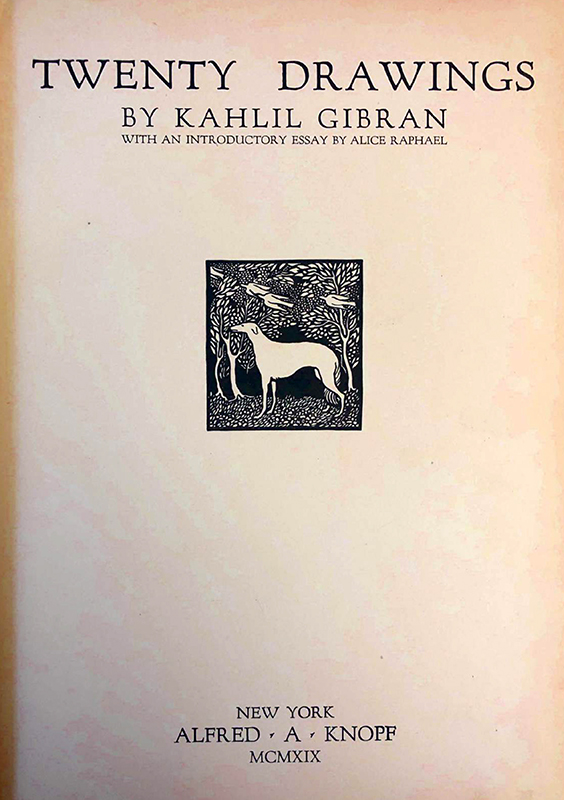 TWENTY DRAWINGS
BY KAHLIL GIBRAN
WITH AN INTRODUCTORY ESSAY BY ALICE RAPHAEL
NEW YORK
ALFRED · A · KNOPF
MCMXIX